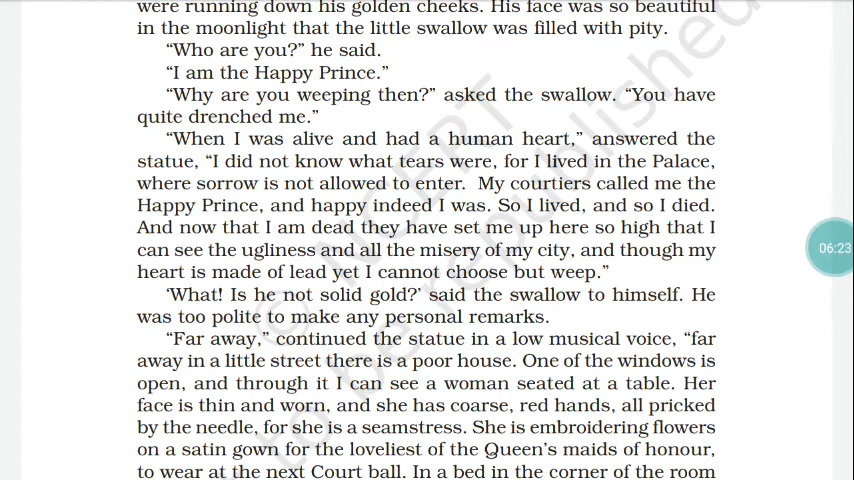 were running down his golden cheeks. His face was so beautiful
in the moonlight that the little swallow was filled with pity.
“Who are you?” he said.
“I am the Happy Prince.”
“Why are you weeping then?” asked the swallow. “You have
quite drenched me.”
“When I was alive and had a human heart,” answered the
statue, “I did not know what tears were, for I lived in the Palace,
where sorrow is not allowed to enter. My courtiers called me the
Happy Prince, and happy indeed I was. So I lived, and so I died.
And now that I am dead they have set me up here so high that I
can see the ugliness and all the misery of my city, and though my
heart is made of lead yet I cannot choose but weep.”
‘What! Is he not solid gold?’ said the swallow to himself. He
was too polite to make any personal remarks.
“Far away,” continued the statue in a low musical voice, “far
away in a little street there is a poor house. One of the windows is
open, and through it I can see a woman seated at a table. Her
face is thin and worn, and she has coarse, red hands, all pricked
by the needle, for she is a seamstress. She is embroidering flowers
on a satin gown for the loveliest of the Queen’s maids of honour,
to wear at the next Court ball. In a bed in the corner of the room
© NCERT
to be republished
06:23